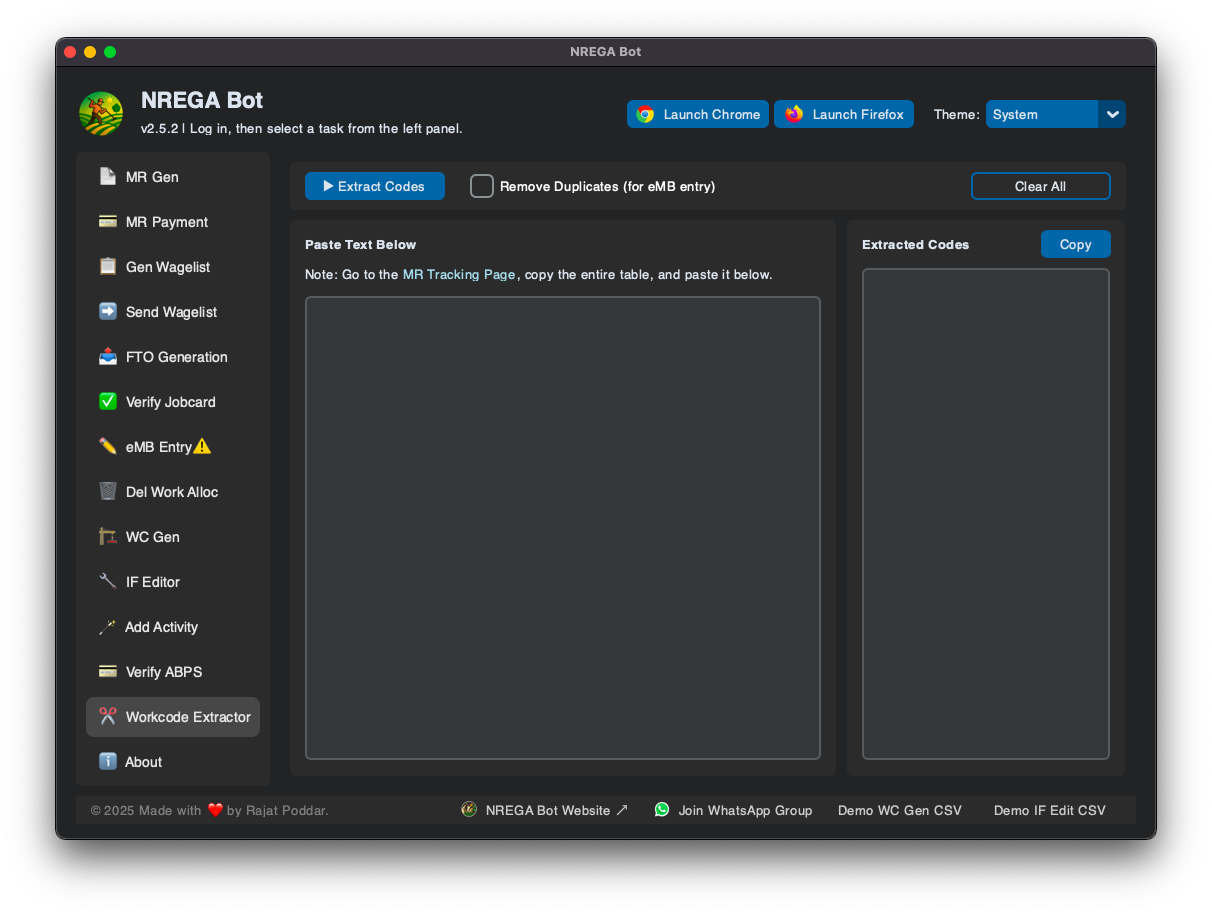 NREGA Bot
NREGA Bot
v2.5.2 | Log in, then select a task from the left panel.
Launch Chrome
Launch Firefox
Theme:
System
MR Gen
MR Payment
Gen Wagelist
Send Wagelist
FTO Generation
Verify Jobcard
eMB Entry
Del Work Alloc
WC Gen
IF Editor
Add Activity
Verify ABPS
Workcode Extractor
About
Extract Codes
Remove Duplicates (for eMB entry)
Clear All
Paste Text Below
Note: Go to the MR Tracking Page, copy the entire table, and paste it below.
Extracted Codes
Copy
© 2025 Made with ❤️ by Rajat Poddar.
NREGA Bot Website ↗
Join WhatsApp Group
Demo WC Gen CSV
Demo IF Edit CSV